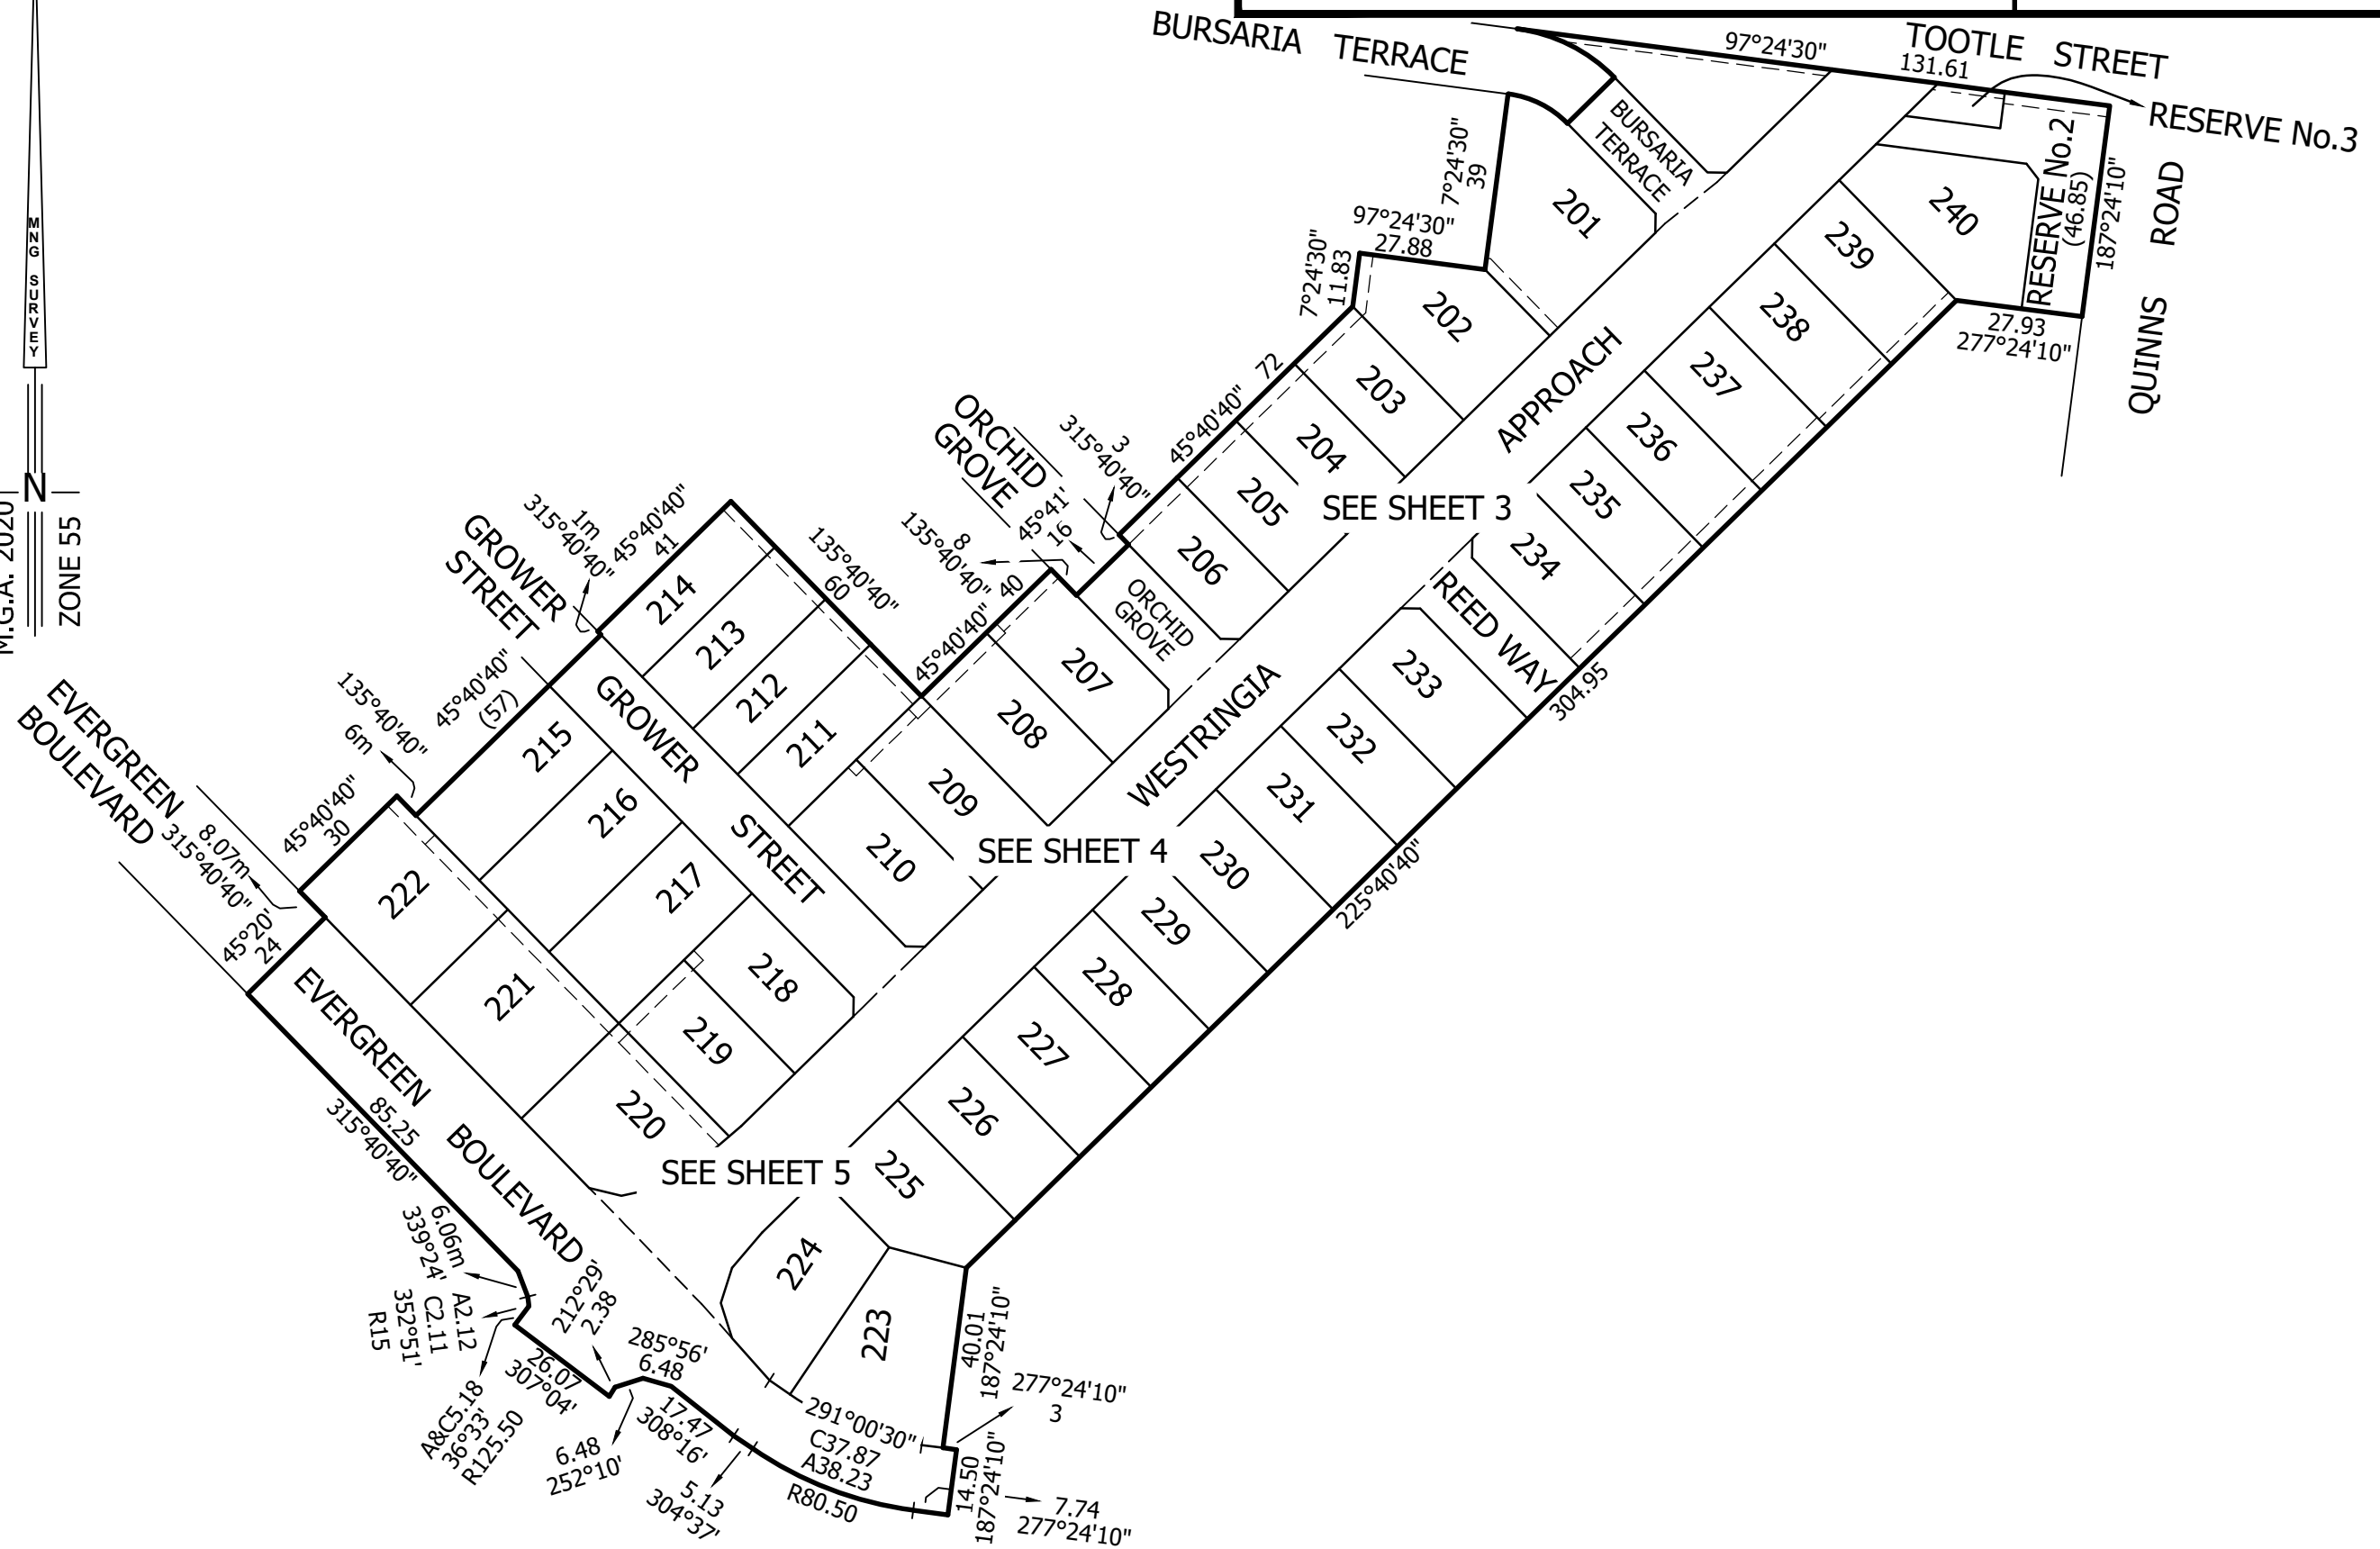 BURSARIA TERRACE
97°24'30"
131.61
TOOTLE STREET
RESERVE No.3
BURSARIA
TERRACE
RESERVE No.2
(46.85)
187°24'10"
QUINNS ROAD
27.93
277°24'10"
7°24'30"
39
97°24'30"
27.88
7°24'30"
11.83
201
202
203
204
205
206
240
239
238
237
236
235
234
45°40'40" 72
APPROACH
SEE SHEET 3
MNG SURVEY
N
M.G.A. 2020
ZONE 55
ORCHID
GROVE
3
315°40'40"
45°41'
16
8
135°40'40"
45°40'40" 40
ORCHID
GROVE
REED WAY
304.95
GROWER
STREET
1m
315°40'40"
45°40'40"
41
135°40'40"
60
214
213
212
211
207
208
209
210
233
232
231
230
229
228
227
226
225
WESTRINGIA
SEE SHEET 4
225°40'40"
GROWER STREET
45°40'40"
(57)
135°40'40"
6m
EVERGREEN
BOULEVARD
45°40'40"
30
8.07m
315°40'40"
45°20'
24
215
216
217
218
219
222
221
220
EVERGREEN BOULEVARD
SEE SHEET 5
85.25
315°40'40"
224
223
6.06m
339°24'
A2.12
C2.11
352°51'
R15
212°29'
2.38
285°56'
6.48
26.07
307°04'
A&C5.18
36°33'
R125.50
17.47
308°16'
6.48
252°10'
5.13
304°37'
291°00'30"
C37.87
A38.23
R80.50
40.01
187°24'10"
277°24'10"
3
14.50
187°24'10"
7.74
277°24'10"